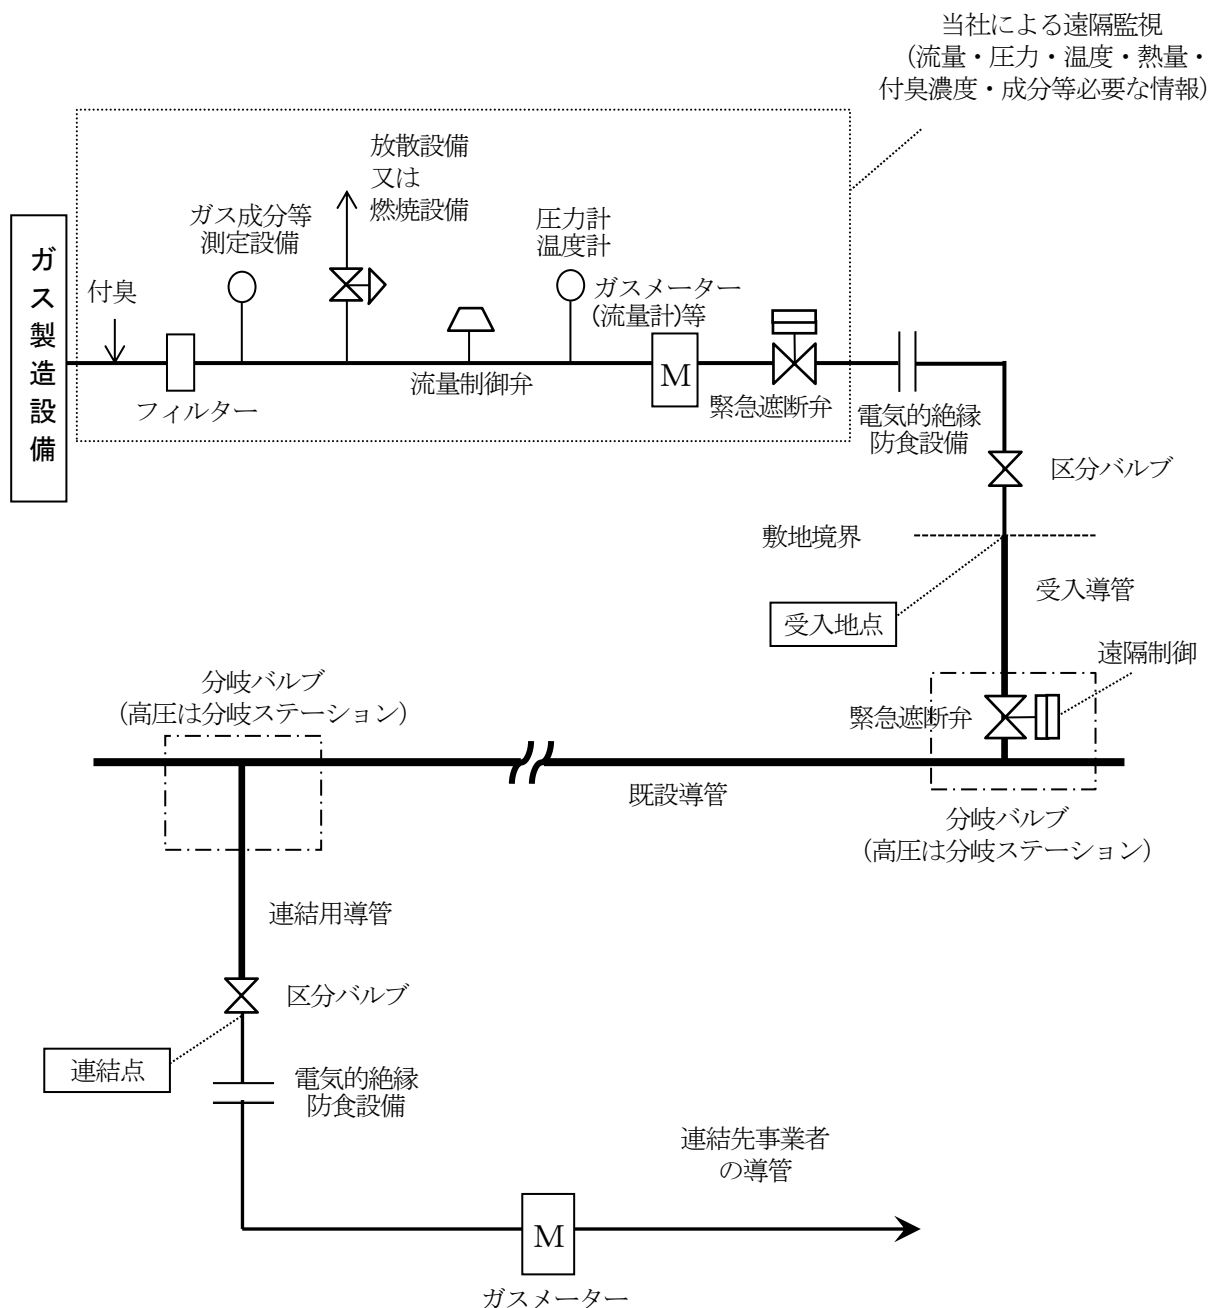 当社による遠隔監視
（流量・圧力・温度・熱量・
付臭濃度・成分等必要な情報）
放散設備
又は
燃焼設備
ガス成分等
測定設備
圧力計
温度計
ガス製造設備
付臭
ガスメーター
（流量計）等
M
流量制御弁
フィルター
緊急遮断弁
電気的絶縁
防食設備
区分バルブ
敷地境界
受入導管
受入地点
遠隔制御
分岐バルブ
（高圧は分岐ステーション）
緊急遮断弁
既設導管
分岐バルブ
（高圧は分岐ステーション）
連結用導管
区分バルブ
連結点
電気的絶縁
防食設備
連結先事業者
の導管
M
ガスメーター